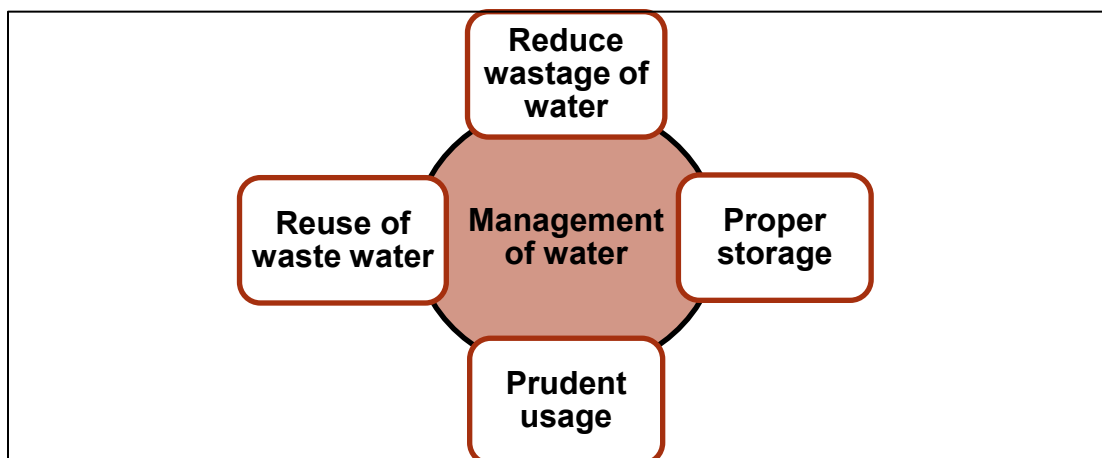 Reduce
wastage of
water
Reuse of
waste water
Management
of water
Proper
storage
Prudent
usage